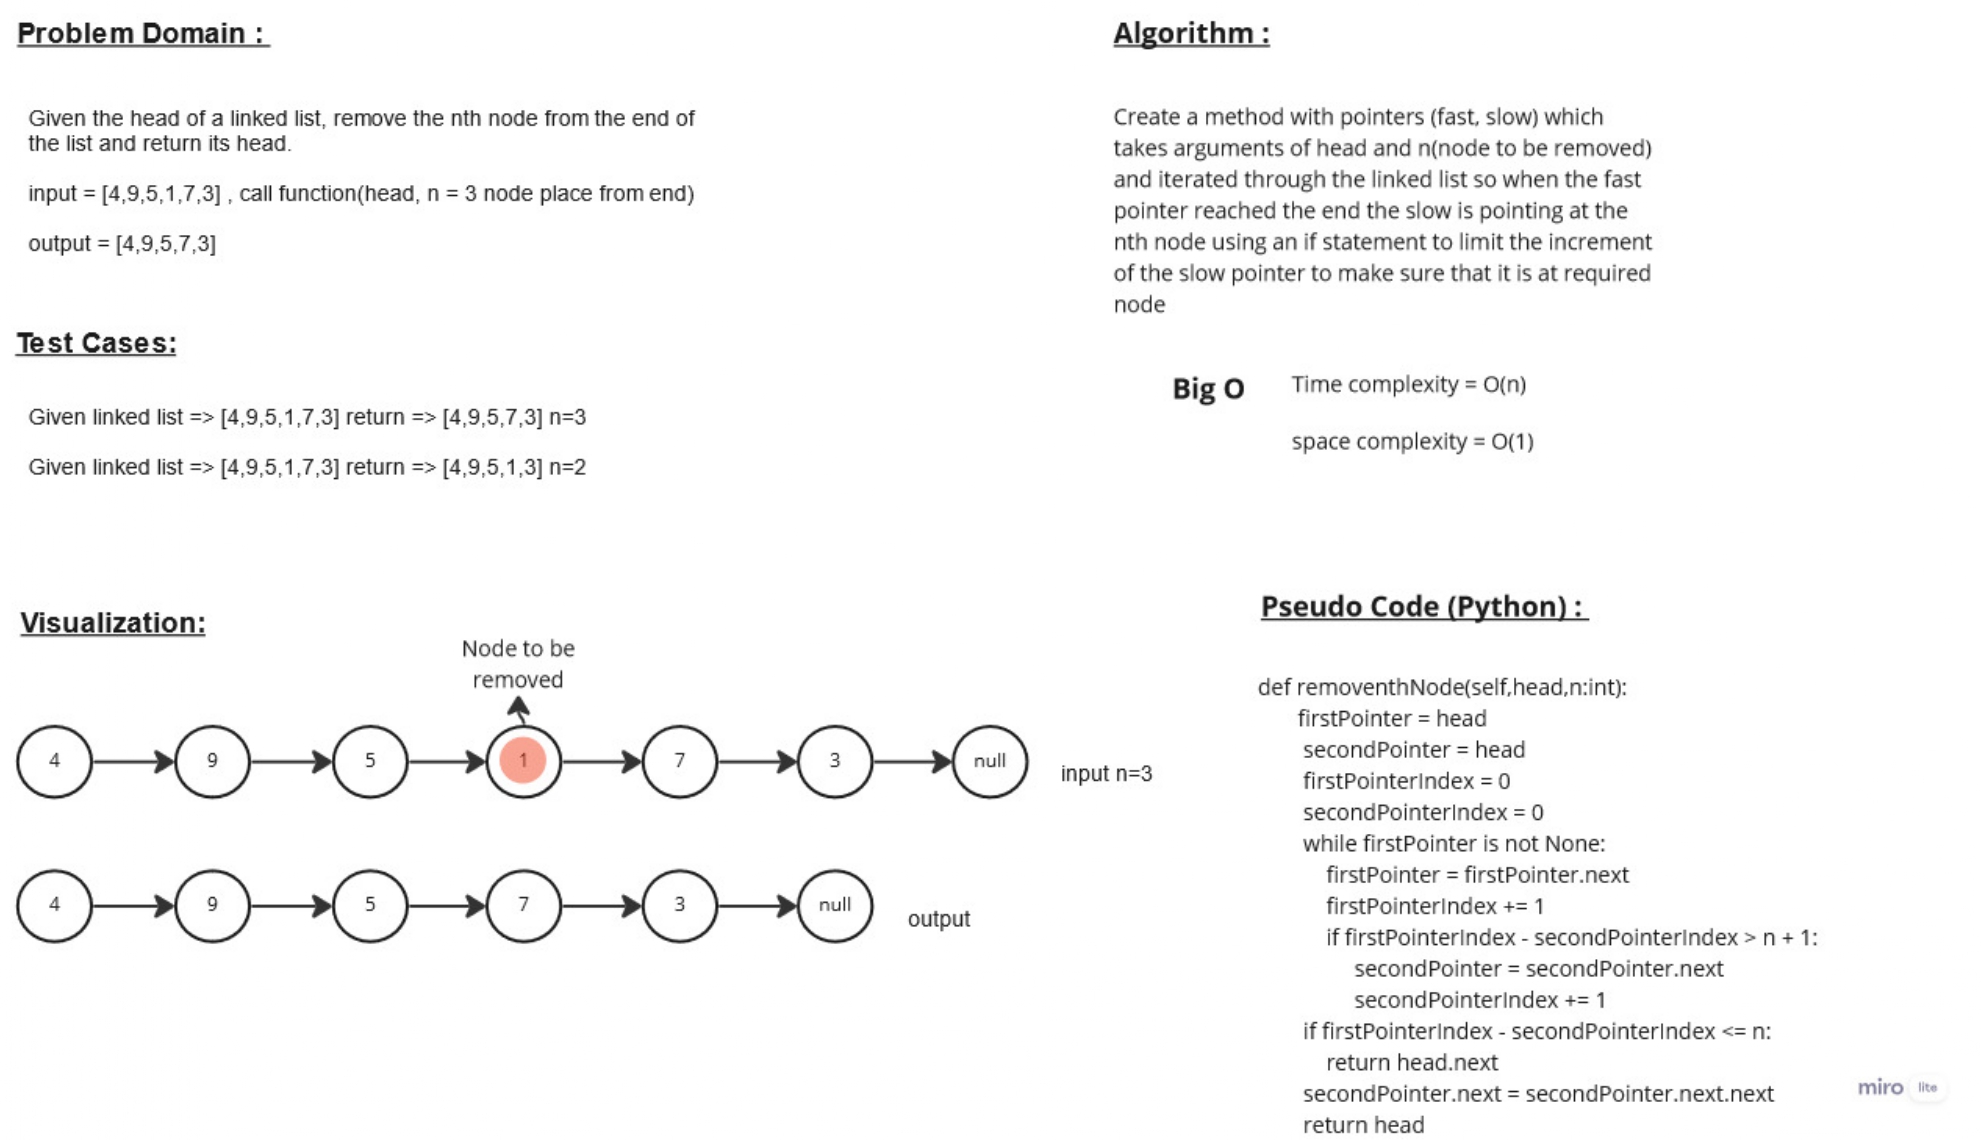 Problem Domain :
Given the head of a linked list, remove the nth node from the end of
the list and return its head.
input = [4,9,5,1,7,3] , call function(head, n = 3 node place from end)
output = [4,9,5,7,3]
Test Cases:
Given linked list => [4,9,5,1,7,3] return => [4,9,5,7,3] n=3
Given linked list => [4,9,5,1,7,3] return => [4,9,5,1,3] n=2
Visualization:
Node to be
removed
4
9
5
1
7
3
null
input n=3
4
9
5
7
3
null
output
Algorithm :
Create a method with pointers (fast, slow) which
takes arguments of head and n(node to be removed)
and iterated through the linked list so when the fast
pointer reached the end the slow is pointing at the
nth node using an if statement to limit the increment
of the slow pointer to make sure that it is at required
node
Big O
Time complexity = O(n)
space complexity = O(1)
Pseudo Code (Python) :
def removenthNode(self,head,n:int):
firstPointer = head
secondPointer = head
firstPointerIndex = 0
secondPointerIndex = 0
while firstPointer is not None:
firstPointer = firstPointer.next
firstPointerIndex += 1
if firstPointerIndex - secondPointerIndex > n + 1:
secondPointer = secondPointer.next
secondPointerIndex += 1
if firstPointerIndex - secondPointerIndex <= n:
return head.next
secondPointer.next = secondPointer.next.next
return head
miro lite